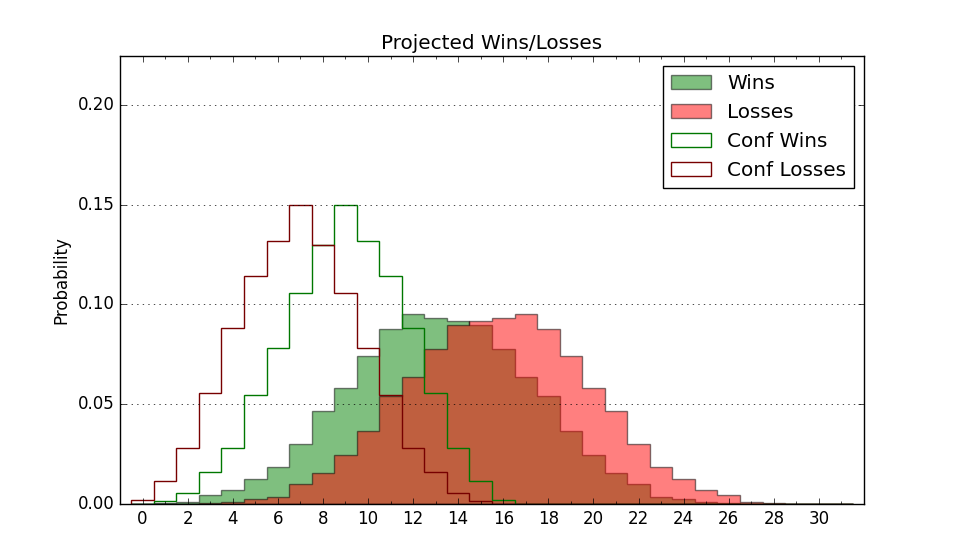 Projected Wins/Losses
Wins
Losses
Conf Wins
Conf Losses
Probability
0.20
0.15
0.10
0.05
0.00
0 2 4 6 8 10 12 14 16 18 20 22 24 26 28 30